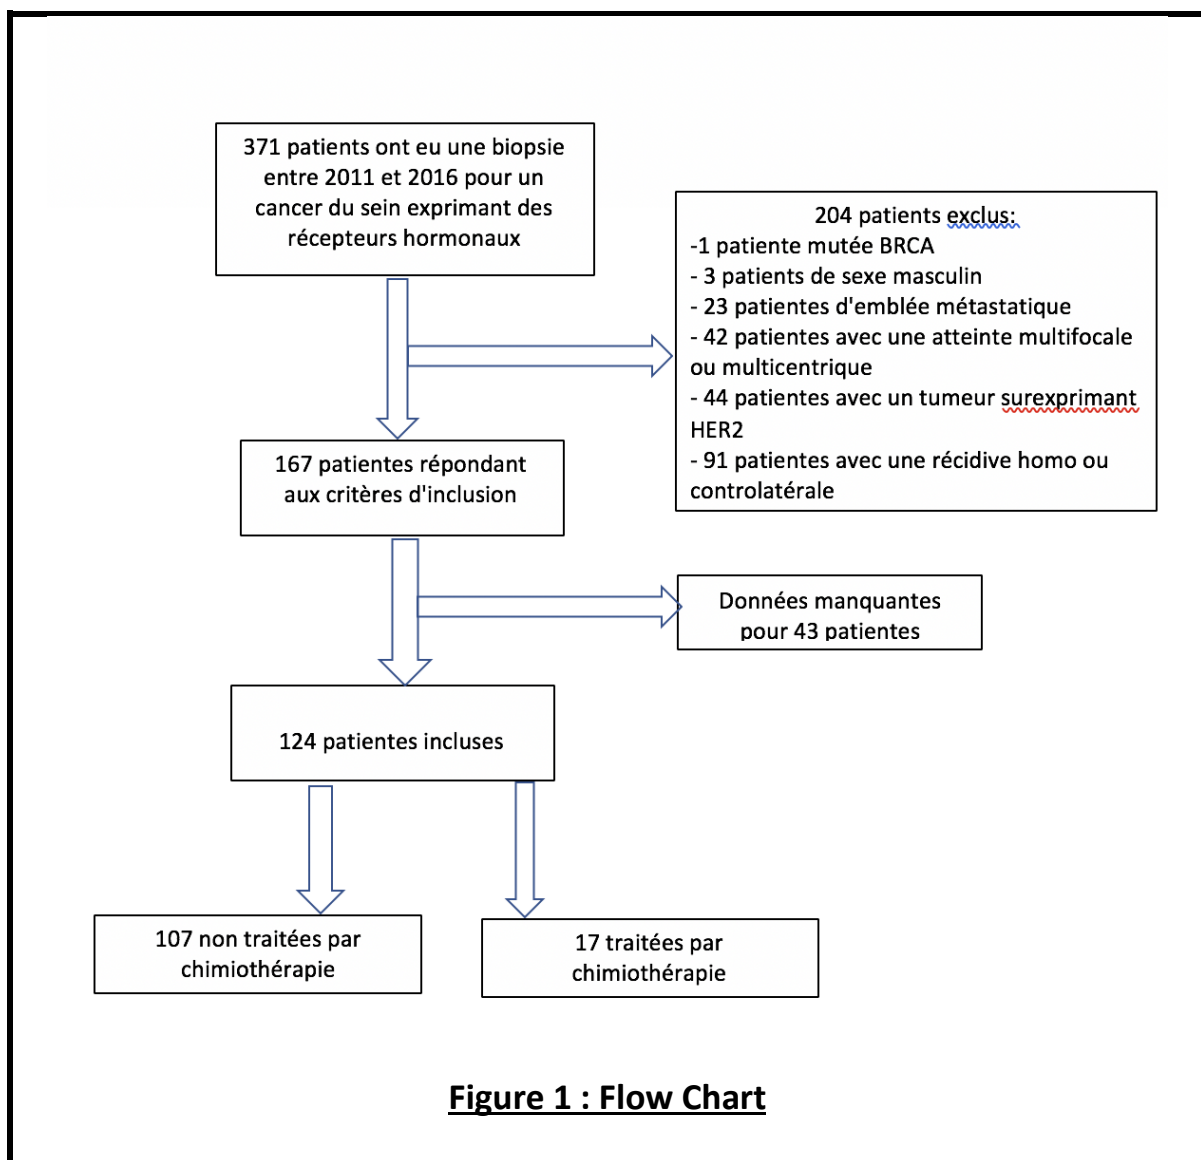 371 patients ont eu une biopsie
entre 2011 et 2016 pour un
cancer du sein exprimant des
récepteurs hormonaux
204 patients exclus:
-1 patiente mutée BRCA
- 3 patients de sexe masculin
- 23 patientes d'emblée métastatique
- 42 patientes avec une atteinte multifocale
ou multicentrique
- 44 patientes avec un tumeur surexprimant
HER2
- 91 patientes avec une récidive homo ou
controlatérale
167 patientes répondant
aux critères d'inclusion
Données manquantes
pour 43 patientes
124 patientes incluses
107 non traitées par
chimiothérapie
17 traitées par
chimiothérapie
Figure 1 : Flow Chart